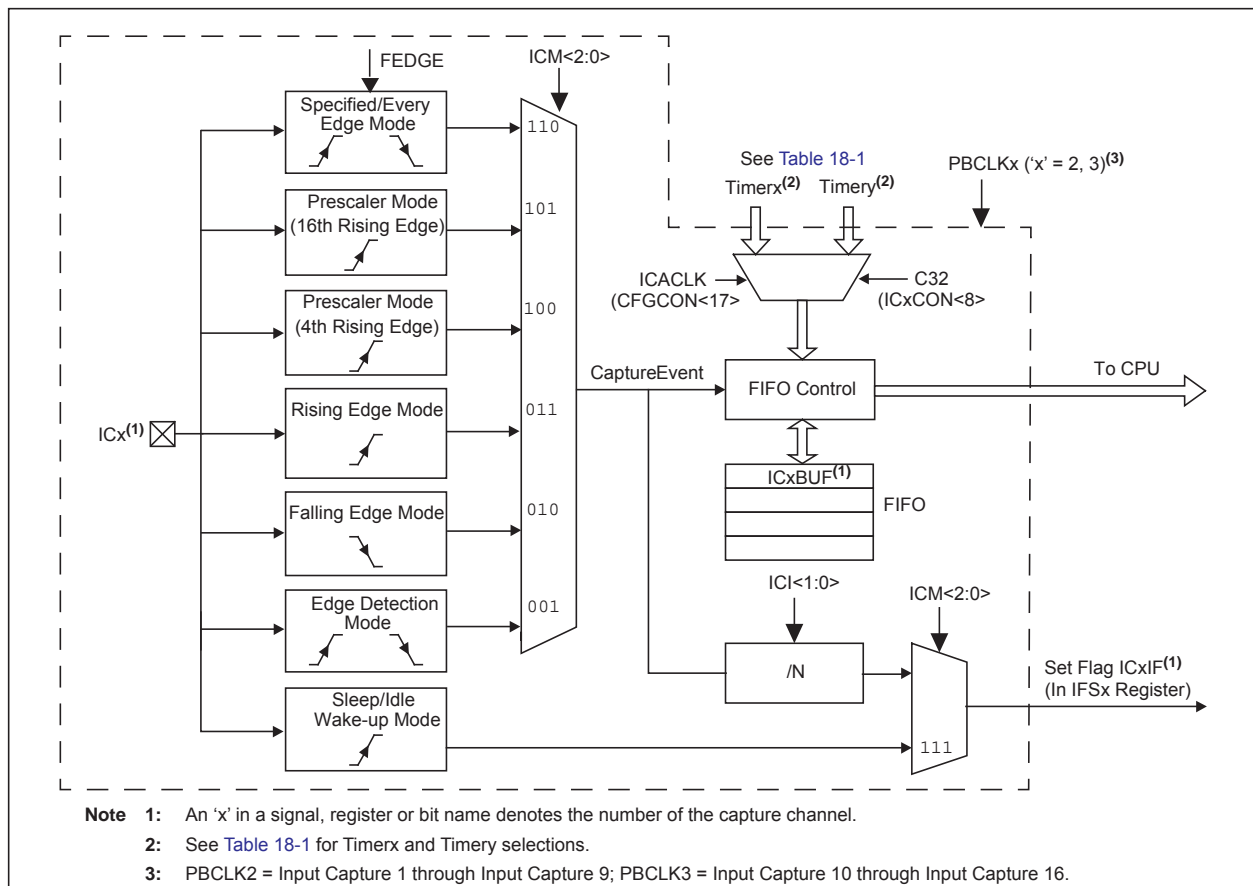 FEDGE
ICM<2:0>
Specified/Every
Edge Mode
110
Prescaler Mode
(16th Rising Edge)
101
Prescaler Mode
(4th Rising Edge)
100
Rising Edge Mode
011
Falling Edge Mode
010
Edge Detection
Mode
001
Sleep/Idle
Wake-up Mode
ICx(1)
See Table 18-1
Timerx(2) Timery(2)
PBCLKx (‘x’ = 2, 3)(3)
ICACLK
(CFGCON<17>)
C32
(ICxCON<8>
CaptureEvent
FIFO Control
To CPU
ICxBUF(1)
FIFO
ICI<1:0>
ICM<2:0>
/N
111
Set Flag ICxIF(1)
(In IFSx Register)
Note 1: An ‘x’ in a signal, register or bit name denotes the number of the capture channel.
2: See Table 18-1 for Timerx and Timery selections.
3: PBCLK2 = Input Capture 1 through Input Capture 9; PBCLK3 = Input Capture 10 through Input Capture 16.